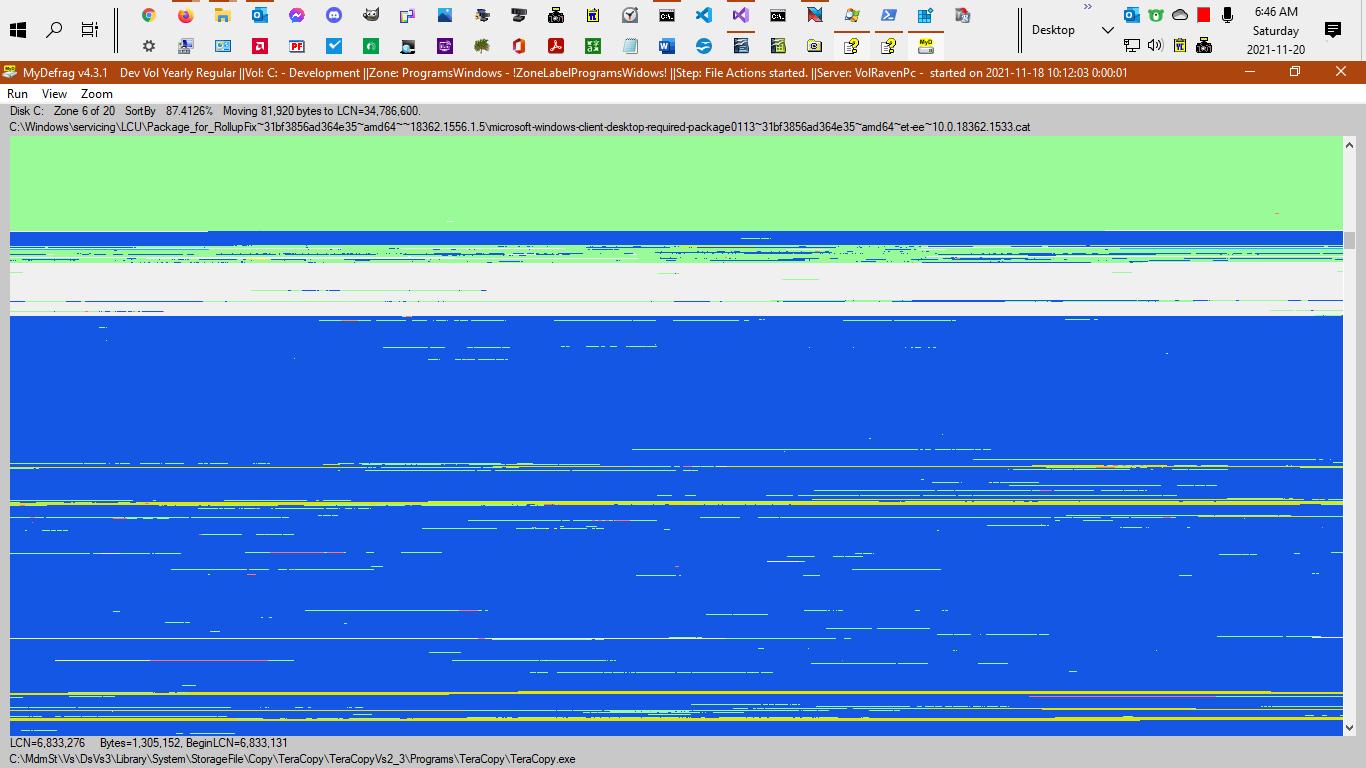 6:46 AM
Desktop
Saturday
2021-11-20
MyDefrag v4.3.1 Dev Vol Yearly Regular ||Vol: C: - Development ||Zone: ProgramsWindows - !ZoneLabelProgramsWidows! ||Step: File Actions started. ||Server: VolRavenPc - started on 2021-11-18 10:12:03 0:00:01
Run View Zoom
Disk C: Zone 6 of 20 SortBy 87.4126% Moving 81,920 bytes to LCN=34,786,600.
C:\Windows\servicing\LCU\Package_for_RollupFix~31bf3856ad364e35~amd64~~18362.1556.1.5\microsoft-windows-client-desktop-required-package0113~31bf3856ad364e35~amd64~et-ee~10.0.18362.1533.cat
LCN=6,833,276 Bytes=1,305,152, BeginLCN=6,833,131
C:\MdmSt\Vs\DsVs3\Library\System\StorageFile\Copy\TeraCopy\TeraCopyVs2_3\Programs\TeraCopy\TeraCopy.exe